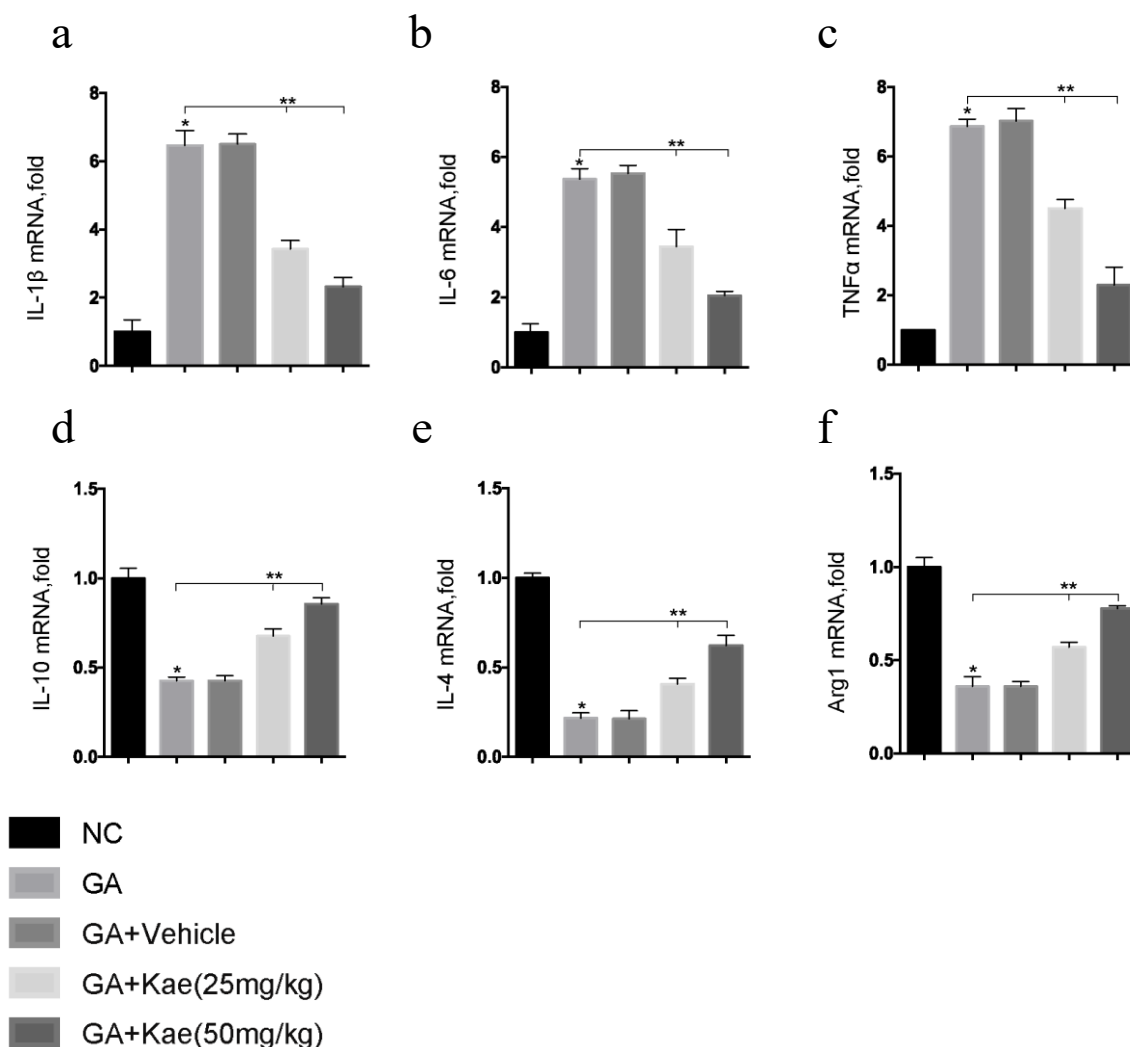 a
b
c
IL-1β mRNA,fold
8
6
4
2
0
*
**
IL-6 mRNA,fold
8
6
4
2
0
*
**
TNFα mRNA,fold
8
6
4
2
0
*
**
d
e
f
IL-10 mRNA,fold
1.5
1.0
0.5
0.0
*
**
IL-4 mRNA,fold
1.5
1.0
0.5
0.0
*
**
Arg1 mRNA,fold
1.5
1.0
0.5
0.0
*
**
NC
GA
GA+Vehicle
GA+Kae(25mg/kg)
GA+Kae(50mg/kg)